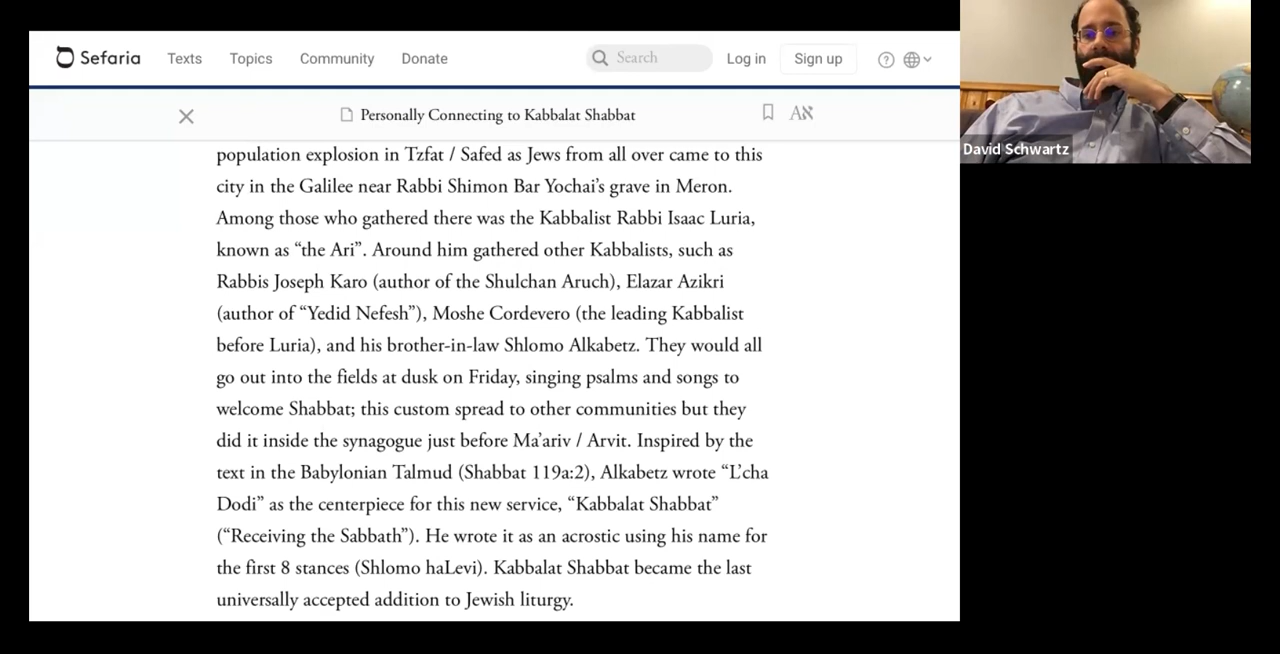 Sefaria Texts Topics Community Donate Search Log in Sign up
Personally Connecting to Kabbalat Shabbat Aא
population explosion in Tzfat / Safed as Jews from all over came to this
city in the Galilee near Rabbi Shimon Bar Yochai’s grave in Meron.
Among those who gathered there was the Kabbalist Rabbi Isaac Luria,
known as “the Ari”. Around him gathered other Kabbalists, such as
Rabbis Joseph Karo (author of the Shulchan Aruch), Elazar Azikri
(author of “Yedid Nefesh”), Moshe Cordevero (the leading Kabbalist
before Luria), and his brother-in-law Shlomo Alkabetz. They would all
go out into the fields at dusk on Friday, singing psalms and songs to
welcome Shabbat; this custom spread to other communities but they
did it inside the synagogue just before Ma’ariv / Arvit. Inspired by the
text in the Babylonian Talmud (Shabbat 119a:2), Alkabetz wrote “L’cha
Dodi” as the centerpiece for this new service, “Kabbalat Shabbat”
(“Receiving the Sabbath”). He wrote it as an acrostic using his name for
the first 8 stances (Shlomo haLevi). Kabbalat Shabbat became the last
universally accepted addition to Jewish liturgy.
David Schwartz